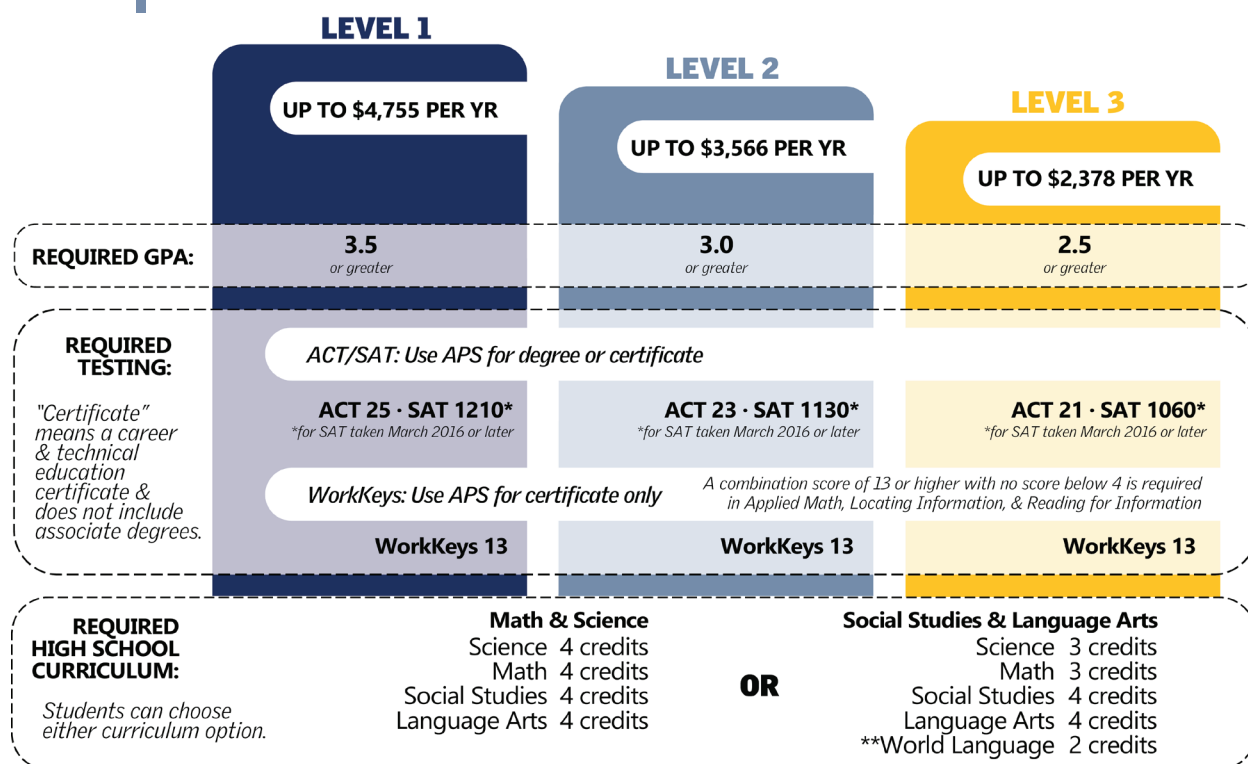 LEVEL 1
LEVEL 2
LEVEL 3
UP TO $4,755 PER YR
UP TO $3,566 PER YR
UP TO $2,378 PER YR
REQUIRED GPA:
3.5
or greater
3.0
or greater
2.5
or greater
REQUIRED
TESTING:
"Certificate"
means a career
& technical
education
certificate &
does not include
associate degrees.
ACT/SAT: Use APS for degree or certificate
ACT 25 · SAT 1210*
*for SAT taken March 2016 or later
ACT 23 · SAT 1130*
*for SAT taken March 2016 or later
ACT 21 · SAT 1060*
*for SAT taken March 2016 or later
WorkKeys: Use APS for certificate only
A combination score of 13 or higher with no score below 4 is required
in Applied Math, Locating Information, & Reading for Information
WorkKeys 13
WorkKeys 13
WorkKeys 13
REQUIRED
HIGH SCHOOL
CURRICULUM:
Students can choose
either curriculum option.
Math & Science
Science 4 credits
Math 4 credits
Social Studies 4 credits
Language Arts 4 credits
OR
Social Studies & Language Arts
Science 3 credits
Math 3 credits
Social Studies 4 credits
Language Arts 4 credits
**World Language 2 credits